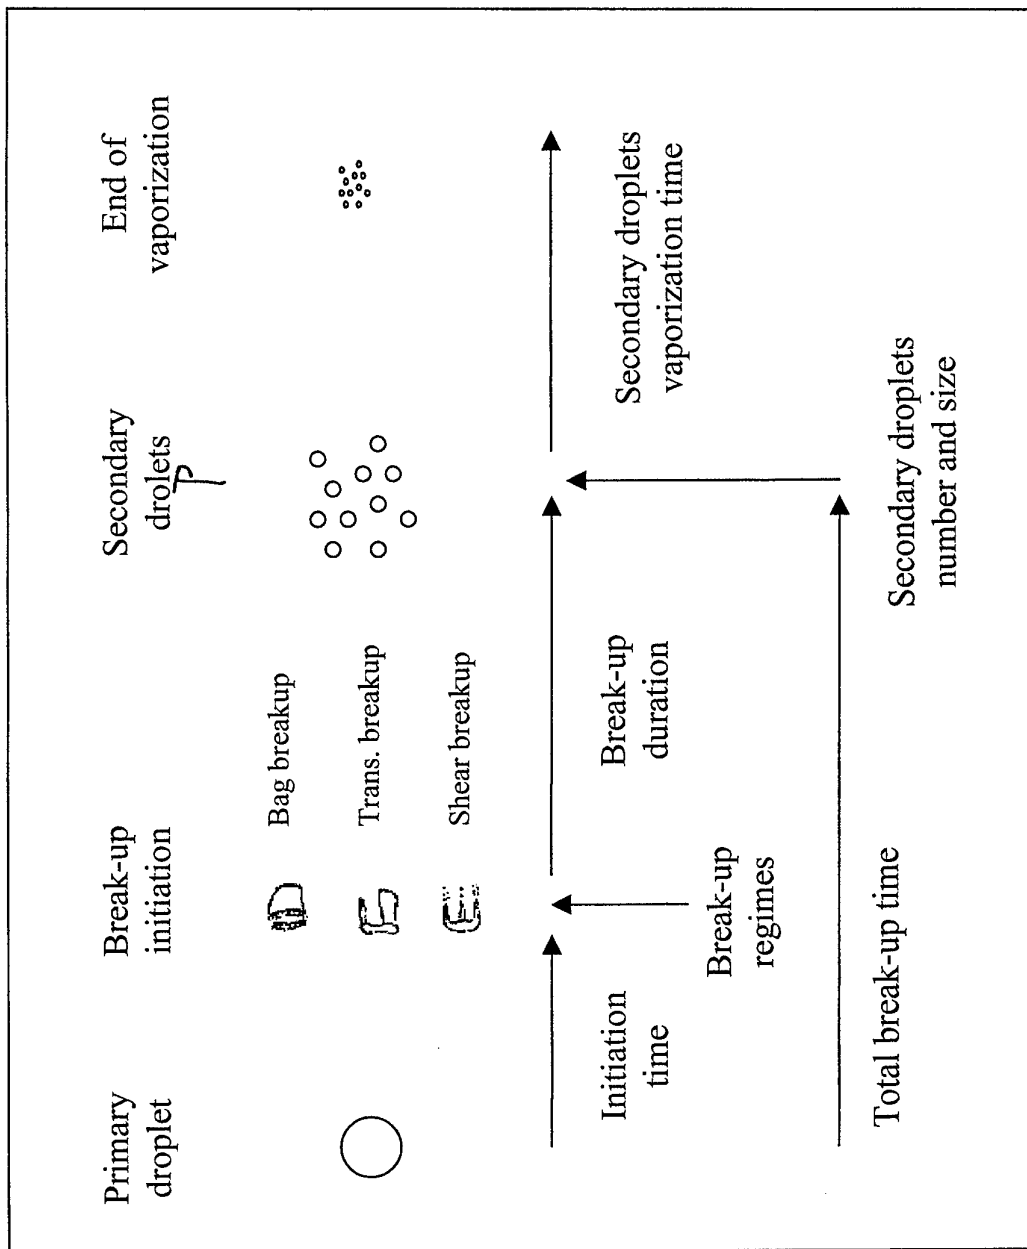 Primary
droplet
Break-up
initiation
Secondary
drolets
P
End of
vaporization
Bag breakup
Trans. breakup
Shear breakup
Initiation
time
Break-up
duration
Secondary droplets
vaporization time
Break-up
regimes
Total break-up time
Secondary droplets
number and size